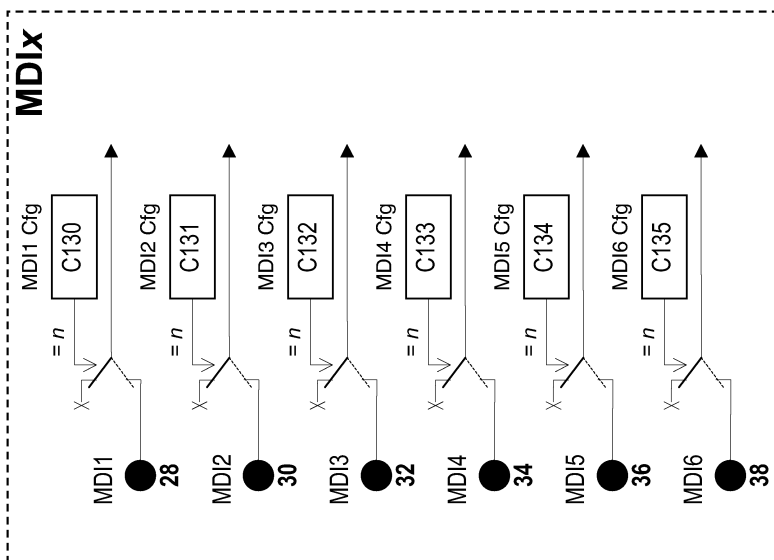 MDIx
MDI1 Cfg
C130
= n
X
MDI1
28
MDI2 Cfg
C131
= n
X
MDI2
30
MDI3 Cfg
C132
= n
X
MDI3
32
MDI4 Cfg
C133
= n
X
MDI4
34
MDI5 Cfg
C134
= n
X
MDI5
36
MDI6 Cfg
C135
= n
X
MDI6
38